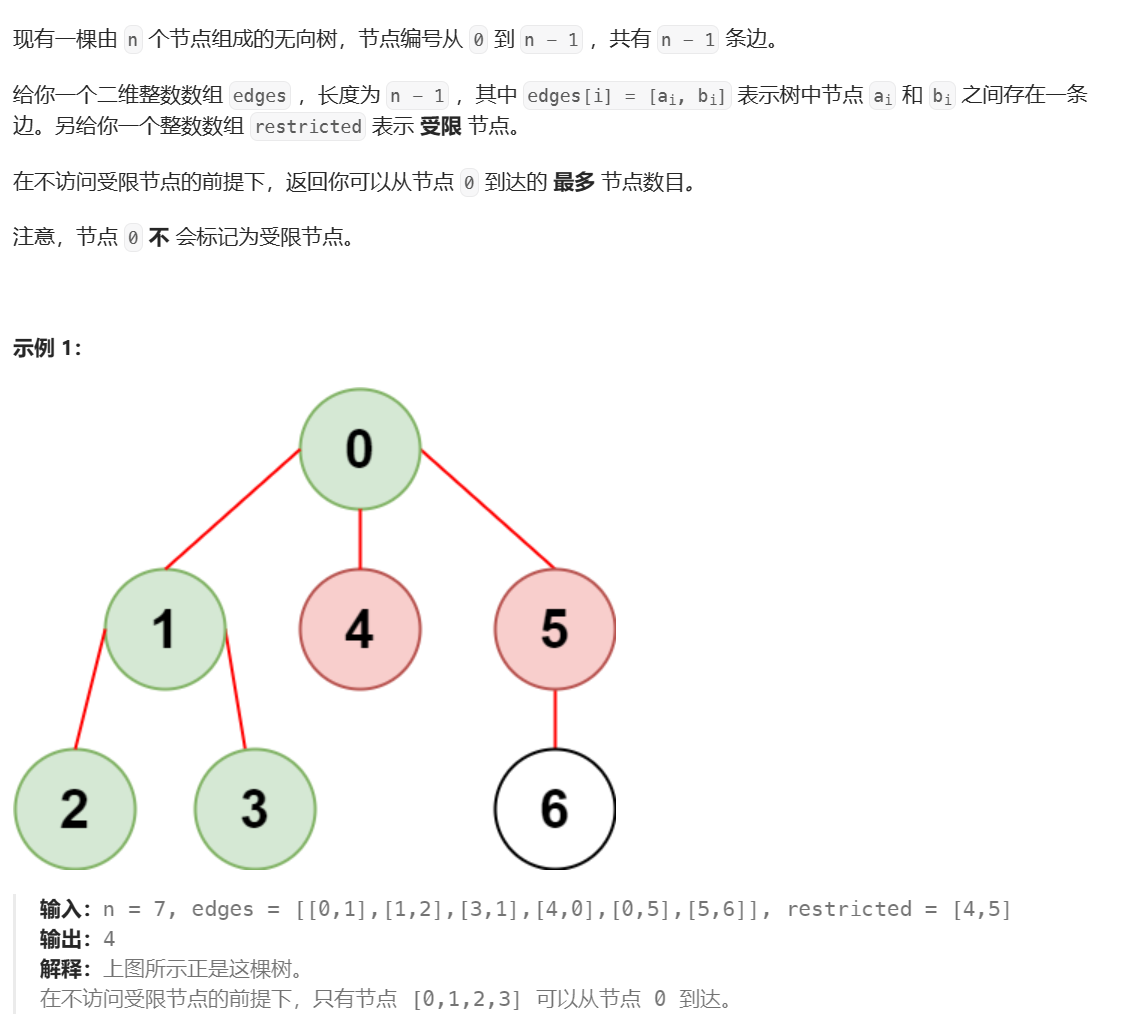 现有一棵由 n 个节点组成的无向树，节点编号从 0 到 n - 1 ，共有 n - 1 条边。
给你一个二维整数数组 edges ，长度为 n - 1 ，其中 edges[i] = [ai, bi] 表示树中节点 ai 和 bi 之间存在一条
边。另给你一个整数数组 restricted 表示 受限 节点。
在不访问受限节点的前提下，返回你可以从节点 0 到达的 最多 节点数目。
注意，节点 0 不 会标记为受限节点。
示例 1：
0
1 4 5
2 3 6
输入：n = 7, edges = [[0,1],[1,2],[3,1],[4,0],[0,5],[5,6]], restricted = [4,5]
输出：4
解释：上图所示正是这棵树。
在不访问受限节点的前提下，只有节点 [0,1,2,3] 可以从节点 0 到达。